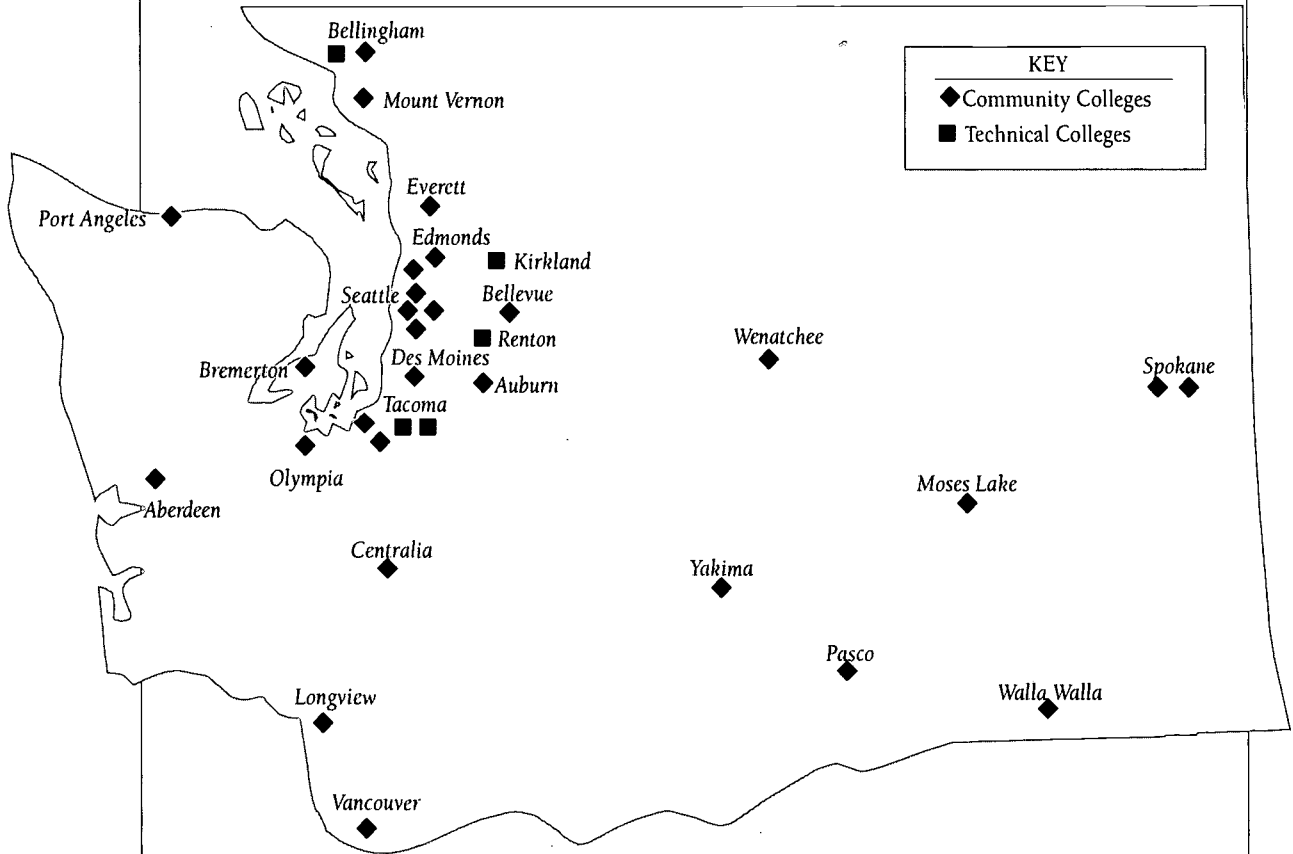 Bellingham
KEY
Community Colleges
Mount Vernon
Technical Colleges
Everett
Port Angeles
Edmonds
Kirkland
Seattle
Bellevue
Renton
Wenatchee
Des Moines
Bremerton
Spokane
Auburn
Tacoma
Olympia
Moses Lake
Aberdeen
Centralia
Yakima
Pasco
Walla Walla
Longview
Vancouver